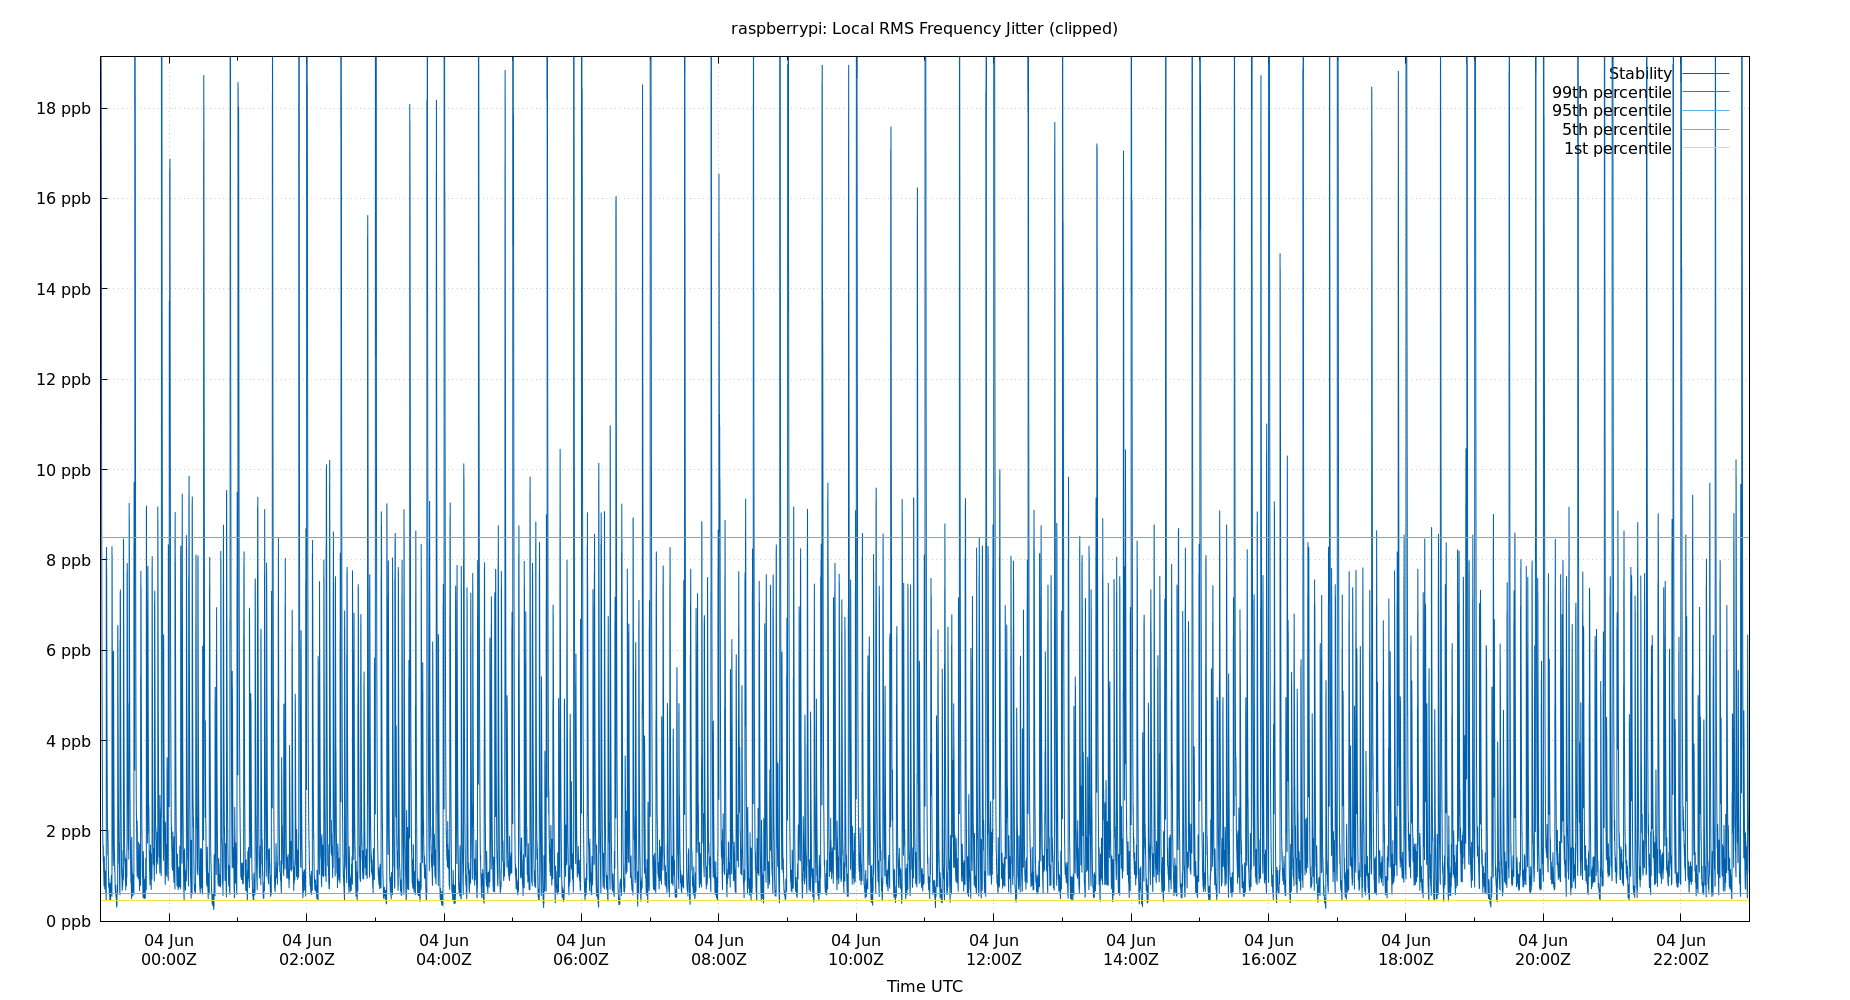 raspberrypi: Local RMS Frequency Jitter (clipped)
Stability
99th percentile
95th percentile
5th percentile
1st percentile
18 ppb
16 ppb
14 ppb
12 ppb
10 ppb
8 ppb
6 ppb
4 ppb
2 ppb
0 ppb
04 Jun 04 Jun 04 Jun 04 Jun 04 Jun 04 Jun 04 Jun 04 Jun 04 Jun 04 Jun 04 Jun 04 Jun
00:00Z 02:00Z 04:00Z 06:00Z 08:00Z 10:00Z 12:00Z 14:00Z 16:00Z 18:00Z 20:00Z 22:00Z
Time UTC